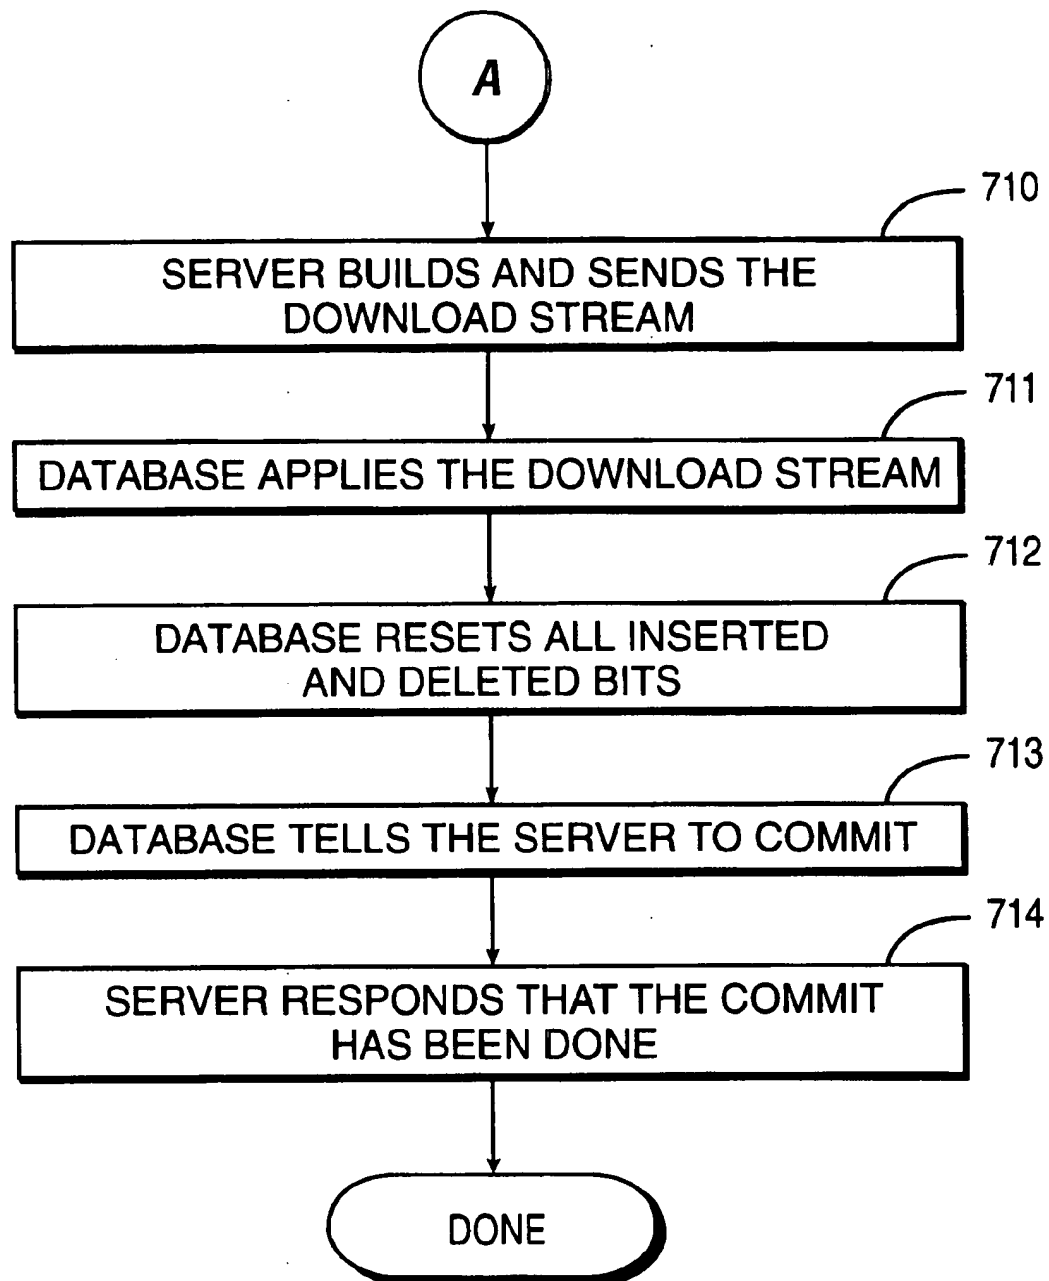 A
710
SERVER BUILDS AND SENDS THE
DOWNLOAD STREAM
711
DATABASE APPLIES THE DOWNLOAD STREAM
712
DATABASE RESETS ALL INSERTED
AND DELETED BITS
713
DATABASE TELLS THE SERVER TO COMMIT
714
SERVER RESPONDS THAT THE COMMIT
HAS BEEN DONE
DONE